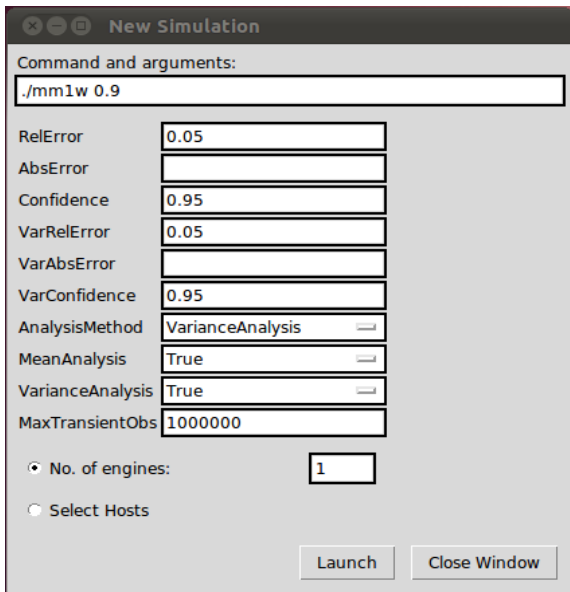 New Simulation
Command and arguments:
./mm1w 0.9
RelError 0.05
AbsError
Confidence 0.95
VarRelError 0.05
VarAbsError
VarConfidence 0.95
AnalysisMethod VarianceAnalysis
MeanAnalysis True
VarianceAnalysis True
MaxTransientObs 1000000
No. of engines: 1
Select Hosts
Launch Close Window